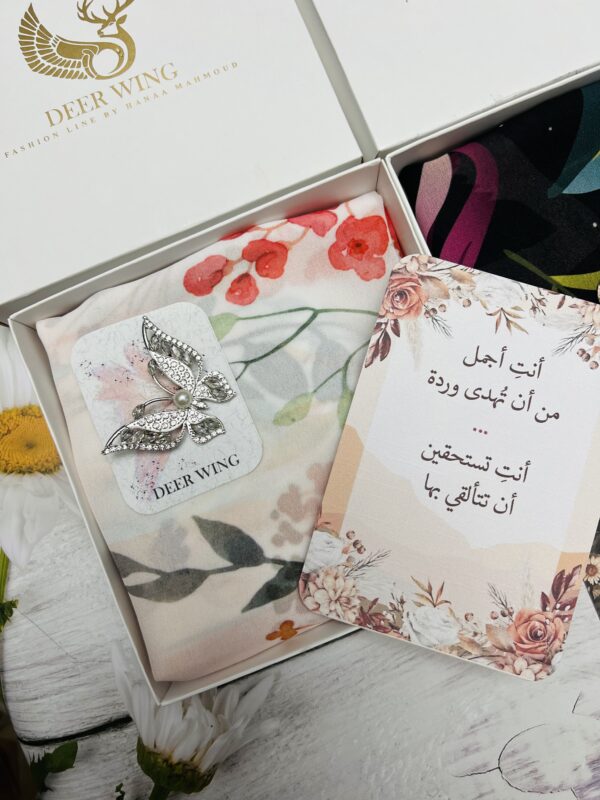 DEER WING
FASHION LINE BY HANAA MAHMOUD
DEER WING
أنتِ أجمل
من أن تُهدى وردة
...
أنتِ تستحقين
أن تتألقي بها